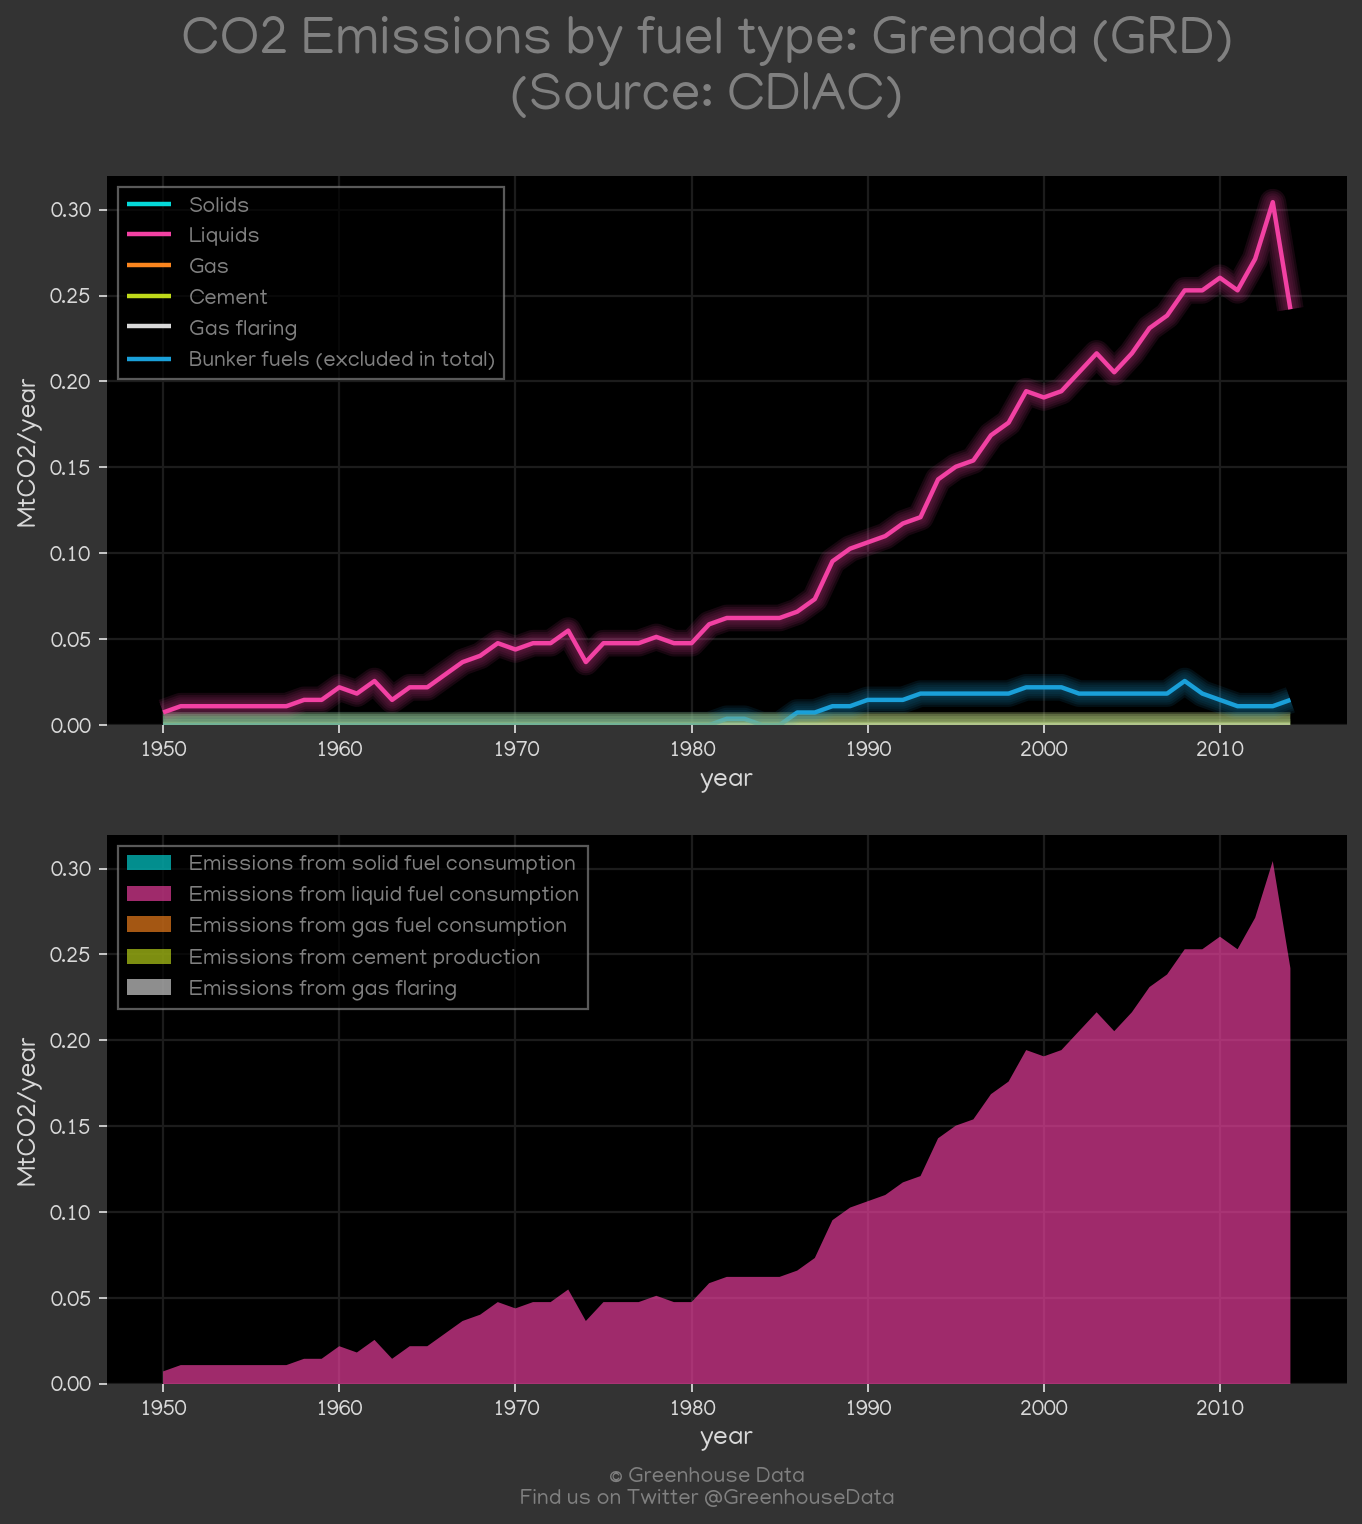 CO2 Emissions by fuel type: Grenada (GRD)
(Source: CDIAC)
Solids
Liquids
Gas
Cement
Gas flaring
Bunker fuels (excluded in total)
MtCO2/year
0.30
0.25
0.20
0.15
0.10
0.05
0.00
1950 1960 1970 1980 1990 2000 2010
year
Emissions from solid fuel consumption
Emissions from liquid fuel consumption
Emissions from gas fuel consumption
Emissions from cement production
Emissions from gas flaring
MtCO2/year
0.30
0.25
0.20
0.15
0.10
0.05
0.00
1950 1960 1970 1980 1990 2000 2010
year
© Greenhouse Data
Find us on Twitter @GreenhouseData